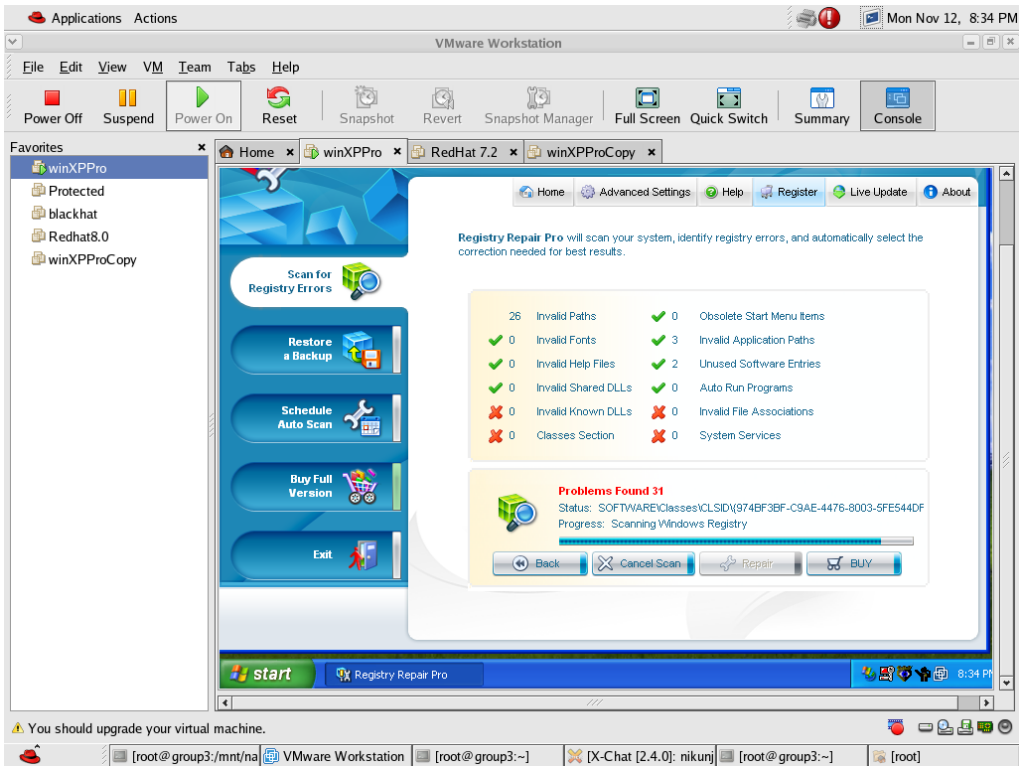 Applications Actions
Mon Nov 12, 8:34 PM
VMware Workstation
File Edit View VM Team Tabs Help
Power Off Suspend Power On Reset Snapshot Revert Snapshot Manager Full Screen Quick Switch Summary Console
Favorites
winXPPro
Protected
blackhat
Redhat8.0
winXPProCopy
Home winXPPro RedHat 7.2 winXPProCopy
Home Advanced Settings Help Register Live Update About
Registry Repair Pro will scan your system, identify registry errors, and automatically select the
correction needed for best results.
Scan for
Registry Errors
Restore
a Backup
Schedule
Auto Scan
Buy Full
Version
Exit
26 Invalid Paths 0 Obsolete Start Menu Items
0 Invalid Fonts 3 Invalid Application Paths
0 Invalid Help Files 2 Unused Software Entries
0 Invalid Shared DLLs 0 Auto Run Programs
0 Invalid Known DLLs 0 Invalid File Associations
0 Classes Section 0 System Services
Problems Found 31
Status: SOFTWARE\Classes\CLSID\{974BF3BF-C9AE-4476-8003-5FE544DF
Progress: Scanning Windows Registry
Back Cancel Scan Repair BUY
start Registry Repair Pro 8:34 PM
You should upgrade your virtual machine.
[root@group3:/mnt/na VMware Workstation [root@group3:~] [X-Chat [2.4.0]: nikunj [root@group3:~] [root]